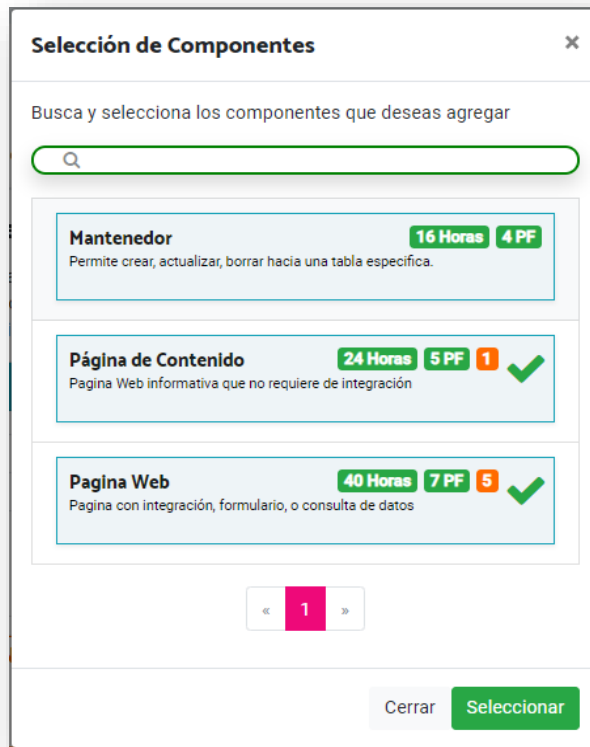 Selección de Componentes ×
Busca y selecciona los componentes que deseas agregar
Mantenedor 16 Horas 4 PF
Permite crear, actualizar, borrar hacia una tabla específica.
Página de Contenido 24 Horas 5 PF 1
Pagina Web informativa que no requiere de integración
Pagina Web 40 Horas 7 PF 5
Pagina con integración, formulario, o consulta de datos
« 1 »
Cerrar Seleccionar